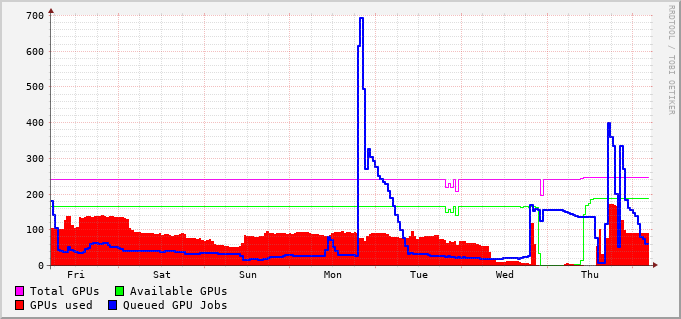 700
600
500
400
300
200
100
0
Fri Sat Sun Mon Tue Wed Thu
Total GPUs Available GPUs
GPUs used Queued GPU Jobs
RRDTOOL / TOBI OETIKER